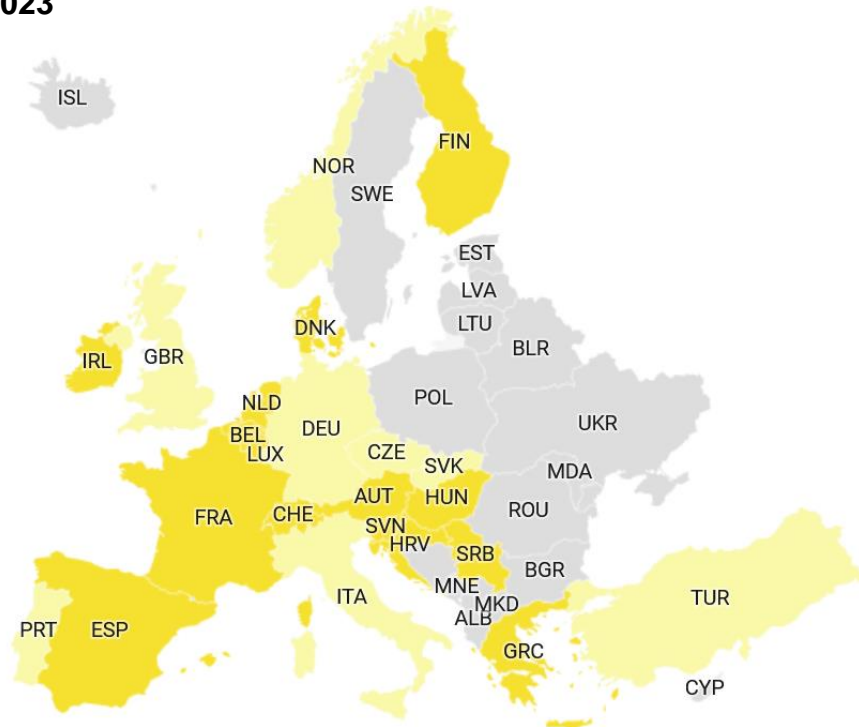 023
ISL
FIN
NOR
SWE
EST
LVA
LTU
DNK
BLR
IRL
GBR
POL
NLD
UKR
DEU
BEL
LUX
CZE
SVK
MDA
AUT
HUN
FRA
CHE
ROU
SVN
HRV
SRB
BGR
MNE
ITA
TUR
MKD
ALB
PRT
ESP
GRC
CYP